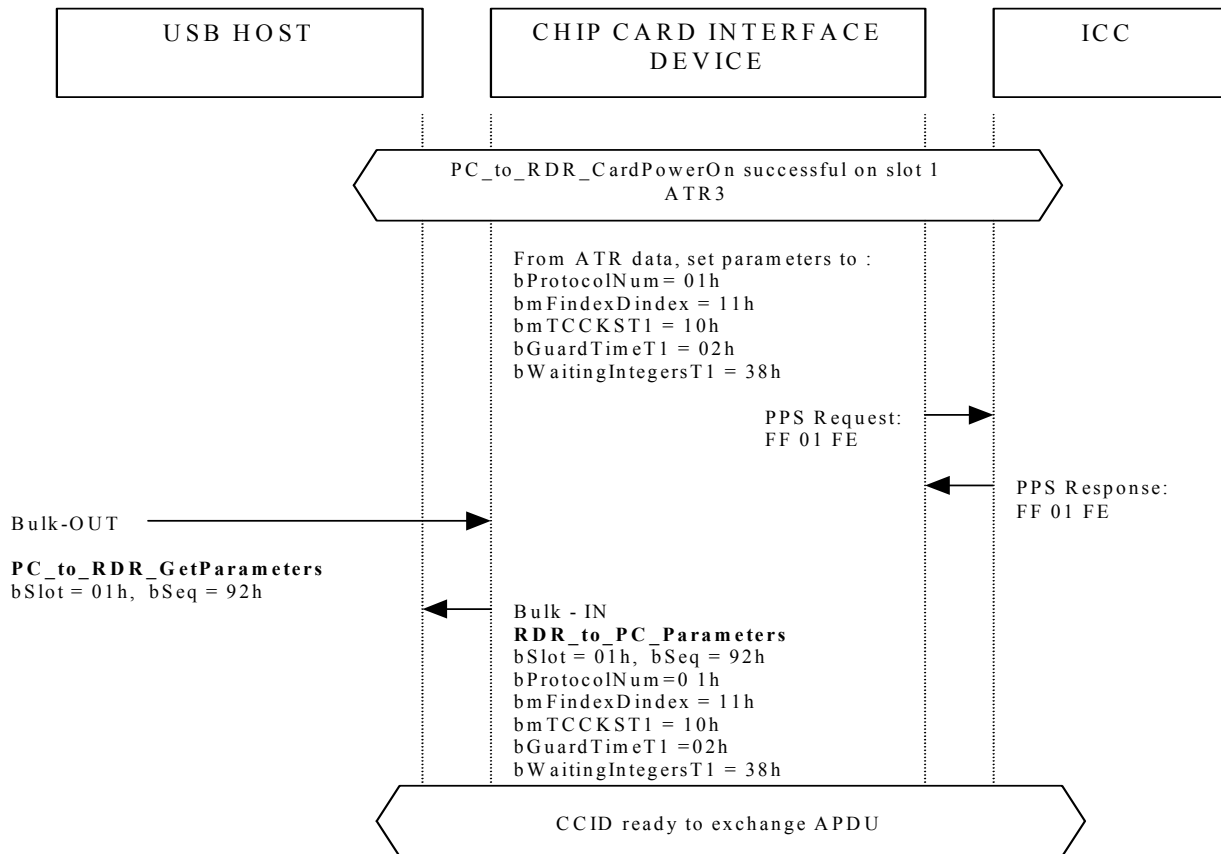 USB HOST
CHIP CARD INTERFACE
DEVICE
ICC
PC_to_RDR_CardPowerOn successful on slot 1
ATR3
From ATR data, set parameters to :
bProtocolNum= 01h
bmFindexDindex = 11h
bmTCCKST1 = 10h
bGuardTimeT1 = 02h
bWaitingIntegersT1 = 38h
PPS Request:
FF 01 FE
PPS Response:
FF 01 FE
Bulk-OUT
PC_to_RDR_GetParameters
bSlot = 01h, bSeq = 92h
Bulk - IN
RDR_to_PC_Parameters
bSlot = 01h, bSeq = 92h
bProtocolNum=0 1h
bmFindexDindex = 11h
bmTCCKST1 = 10h
bGuardTimeT1 =02h
bWaitingIntegersT1 = 38h
CCID ready to exchange APDU